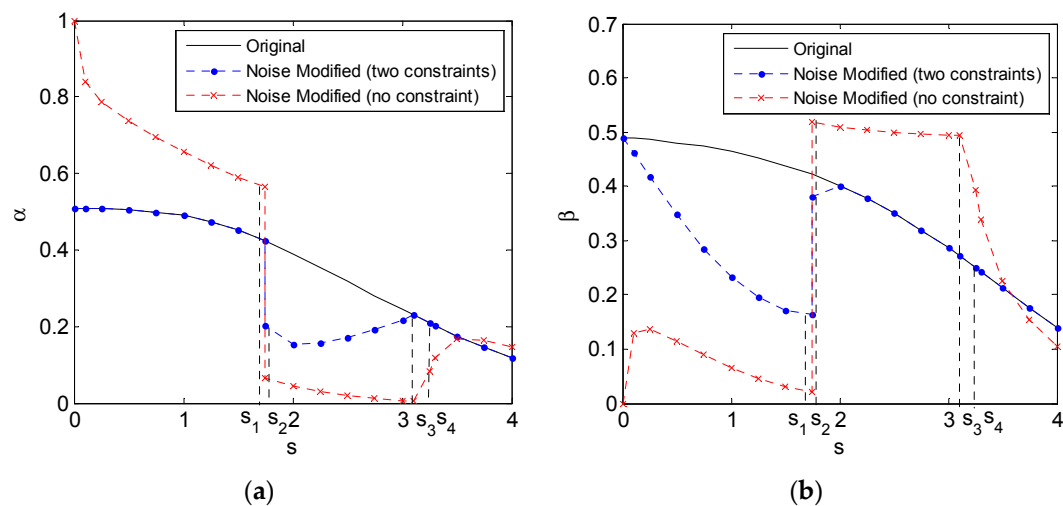 Original
Noise Modified (two constraints)
Noise Modified (no constraint)
1
0.8
0.6
0.4
0.2
0
α
0 1 s1 s2 2 3 s3 s4 4
s
(a)
Original
Noise Modified (two constraints)
Noise Modified (no constraint)
0.7
0.6
0.5
0.4
0.3
0.2
0.1
0
β
0 1 s1 s2 2 3 s3 s4 4
s
(b)